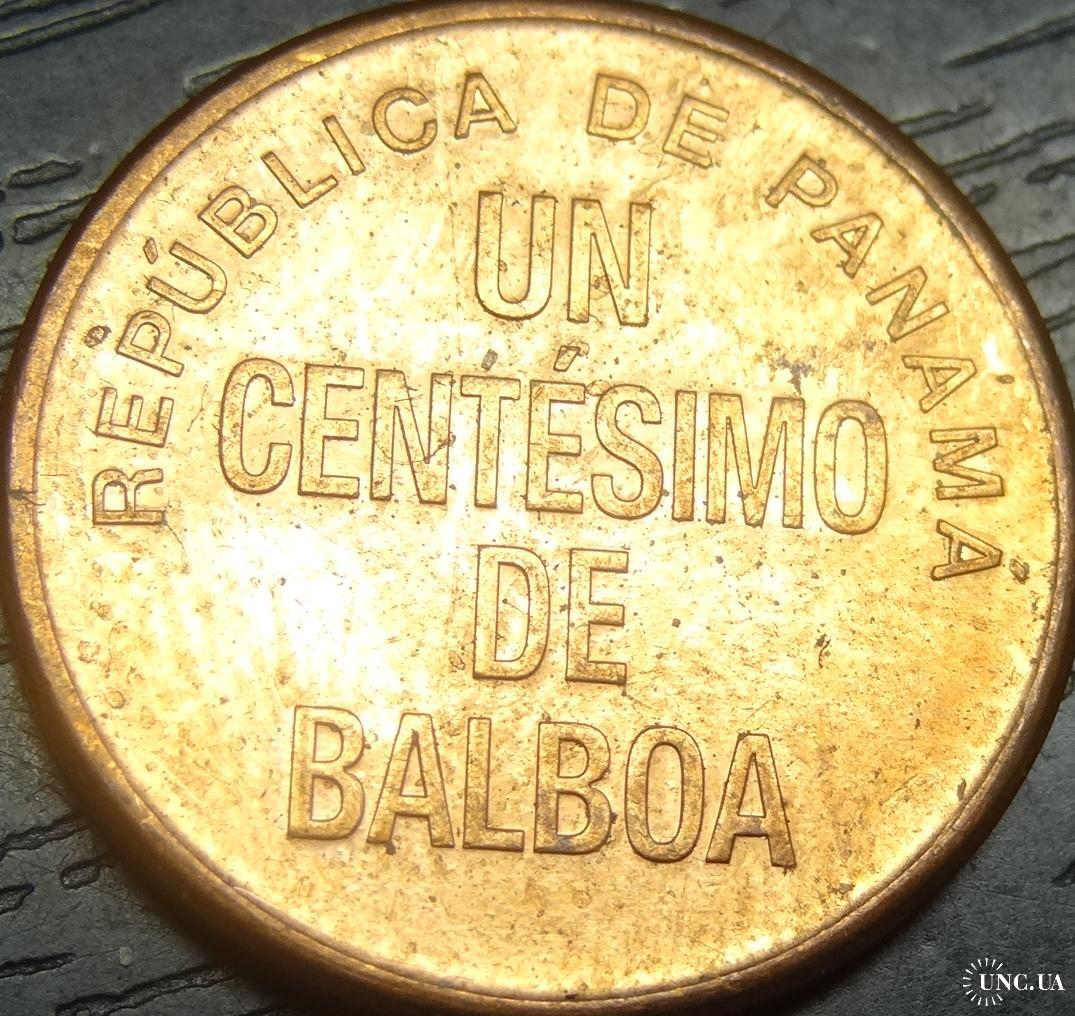 REPÚBLICA DE PANAMÁ
UN
CENTÉSIMO
DE
BALBOA
UNC.UA